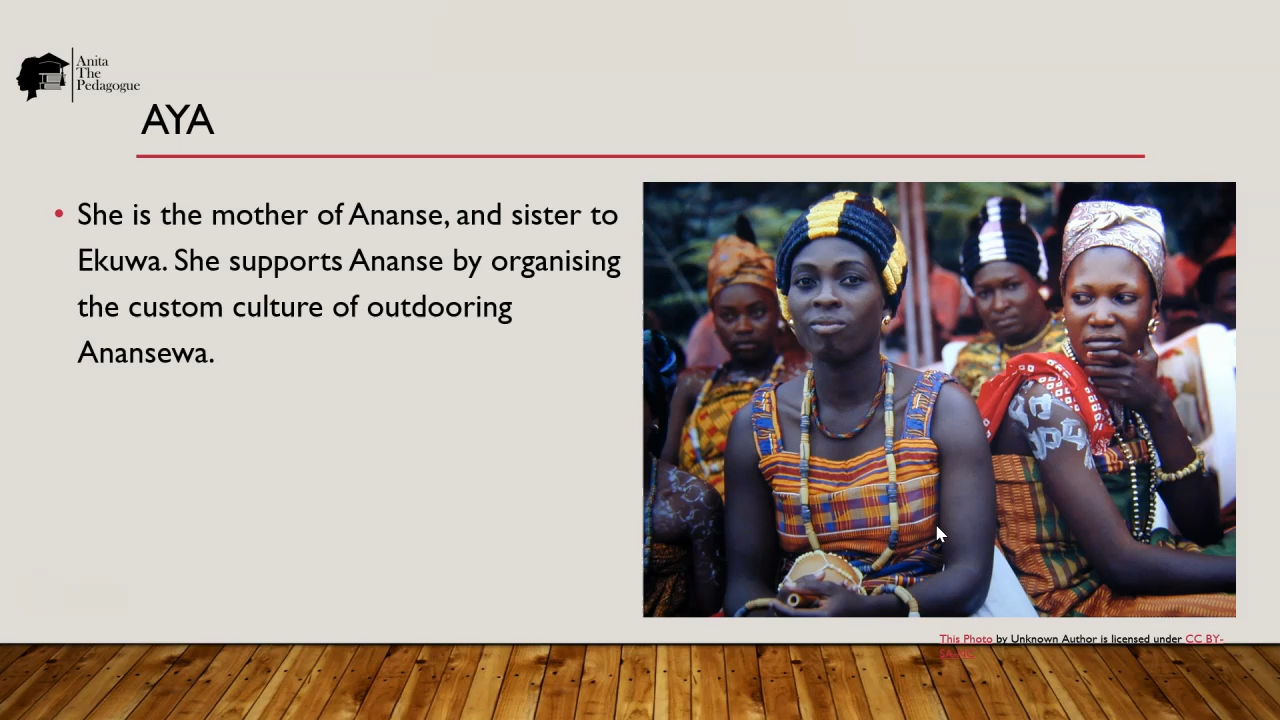 Anita
The
Pedagogue
AYA
• She is the mother of Ananse, and sister to
Ekuwa. She supports Ananse by organising
the custom culture of outdooring
Anansewa.
This Photo by Unknown Author is licensed under CC BY-